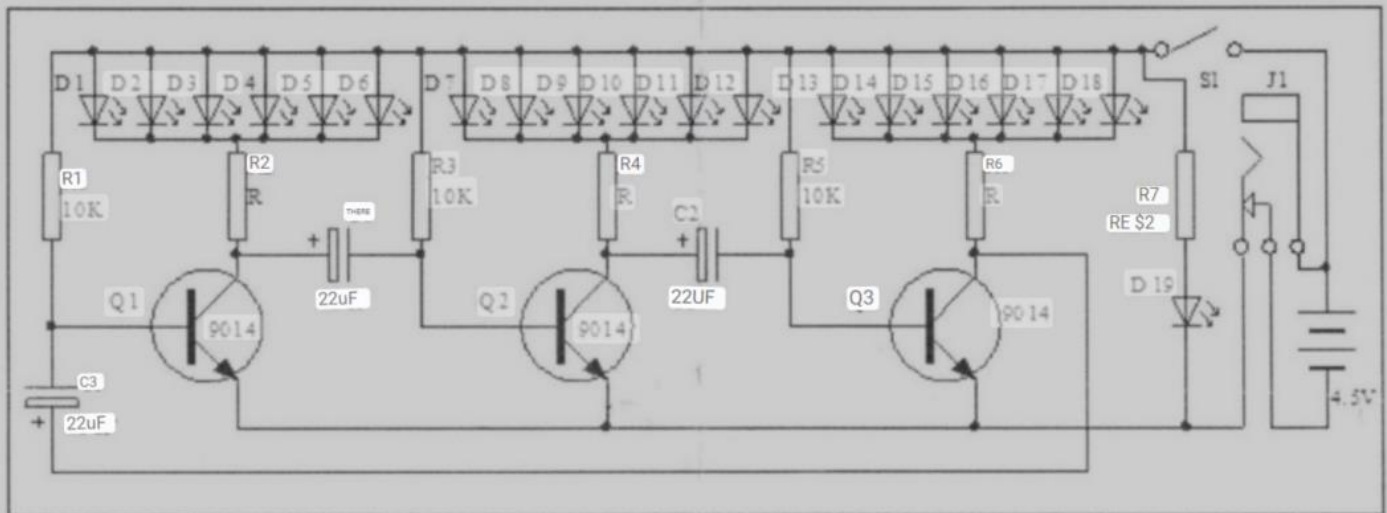 D1 D2 D3 D4 D5 D6 D7 D8 D9 D10 D11 D12 D13 D14 D15 D16 D17 D18 S1 J1
R1
10K
R2
R
THERE
22uF
R3
10K
R4
R
C2
22UF
R5
10K
R6
R
R7
RE $2
D19
Q1
9014
Q2
9014
Q3
9014
C3
22uF
4.5V
+
+
+